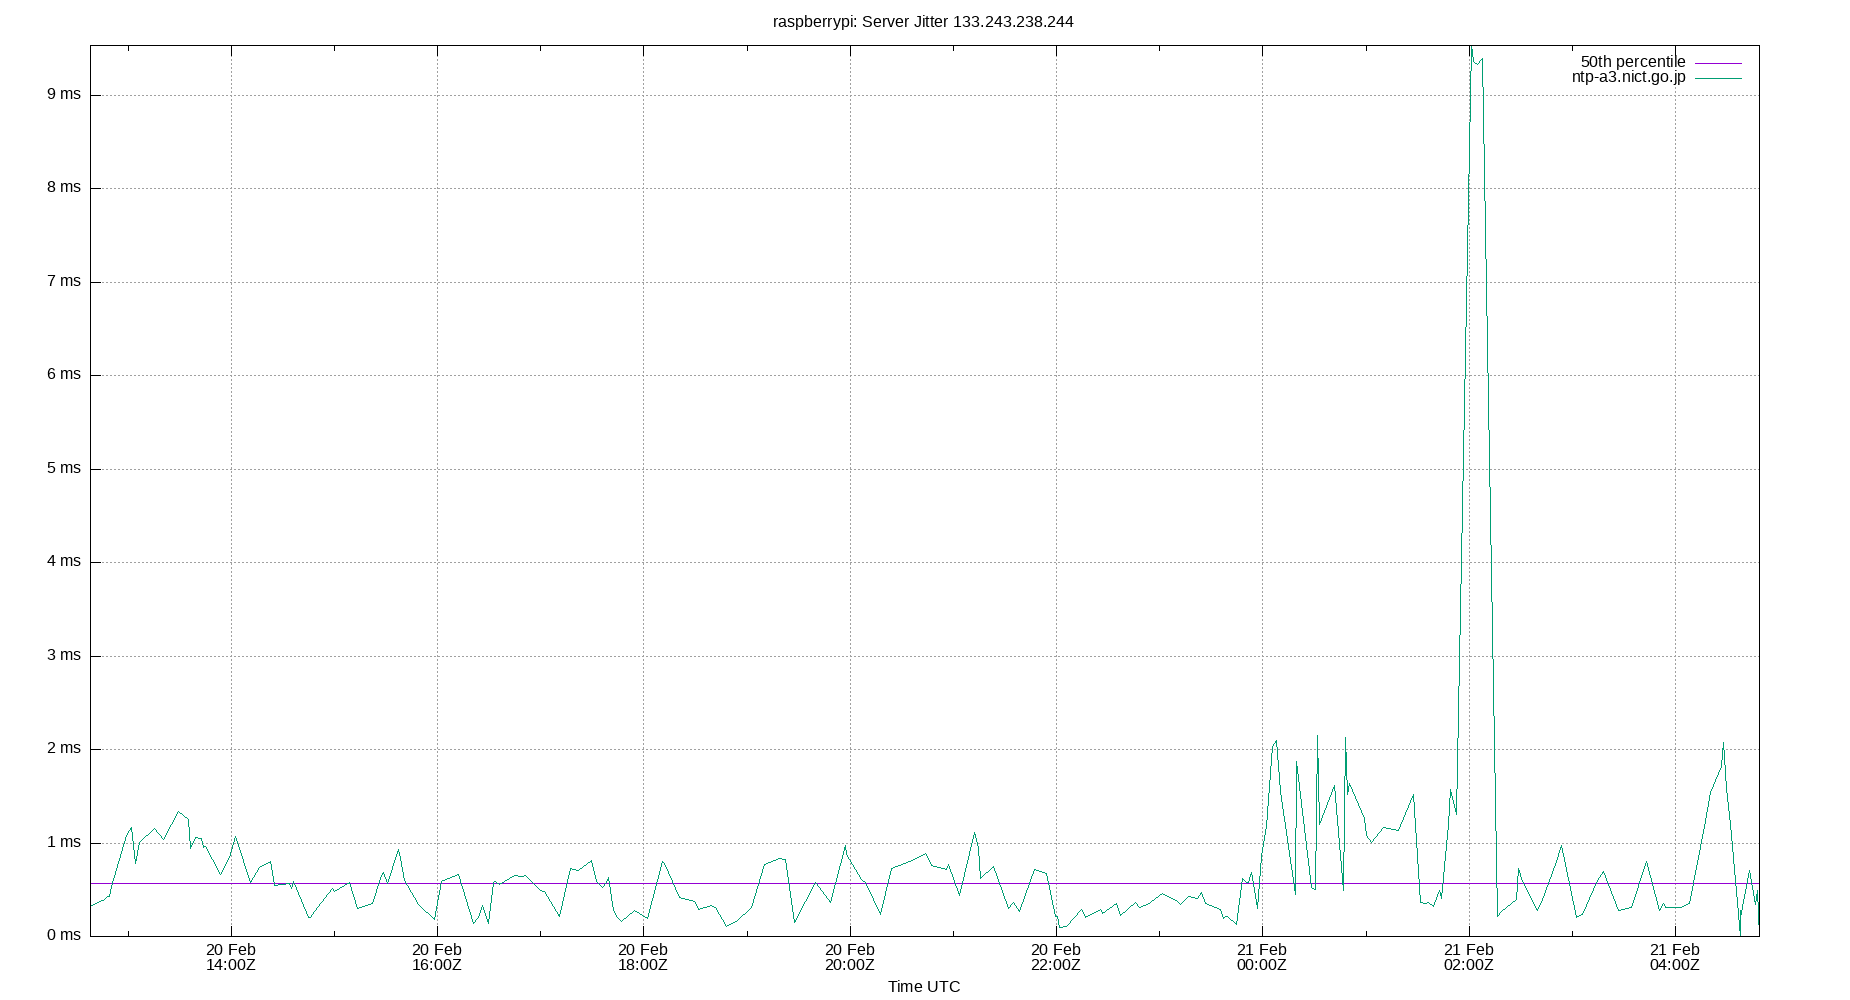 raspberrypi: Server Jitter 133.243.238.244
50th percentile
ntp-a3.nict.go.jp
9 ms
8 ms
7 ms
6 ms
5 ms
4 ms
3 ms
2 ms
1 ms
0 ms
20 Feb 20 Feb 20 Feb 20 Feb 20 Feb 21 Feb 21 Feb 21 Feb
14:00Z 16:00Z 18:00Z 20:00Z 22:00Z 00:00Z 02:00Z 04:00Z
Time UTC